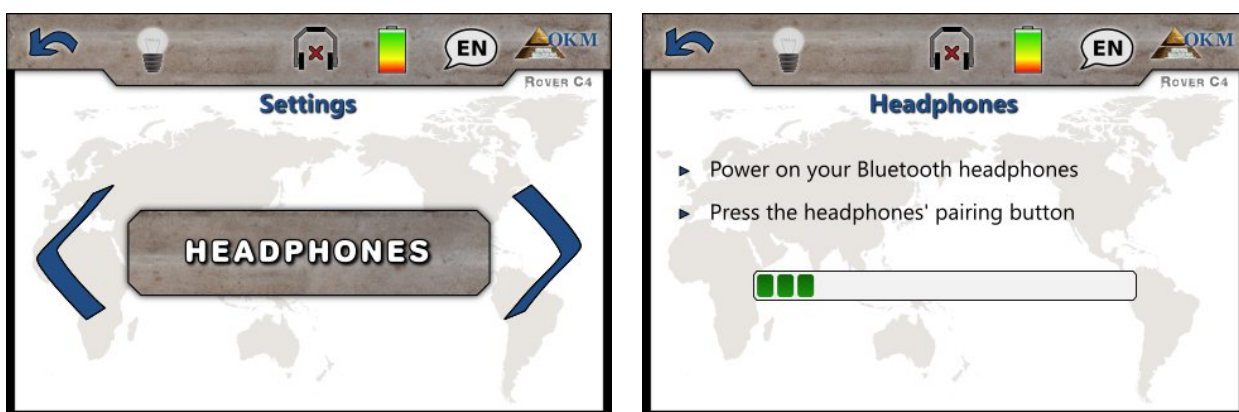 EN
OKM
ROVER C4
Settings
HEADPHONES
EN
OKM
ROVER C4
Headphones
Power on your Bluetooth headphones
Press the headphones' pairing button